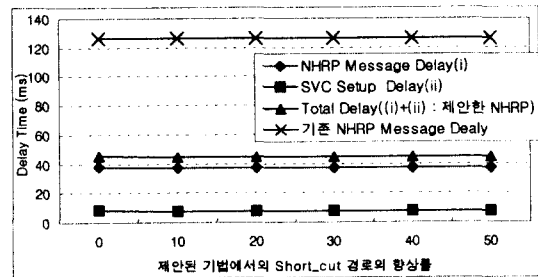 140
120
100
80
60
40
20
0
Delay Time (ms)
NHRP Message Delay(i)
SVC Setup Delay(ii)
Total Delay((i)+(ii) : 제안한 NHRP)
기존 NHRP Message Dealy
0 10 20 30 40 50
제안된 기법에서의 Short_cut 경로의 향상률